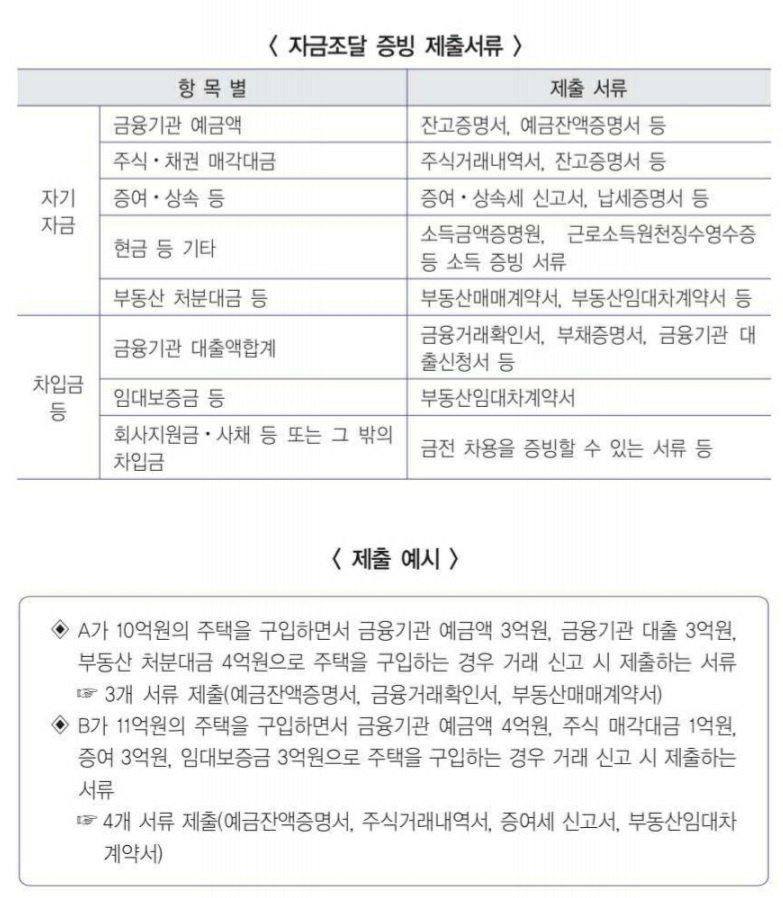 〈 자금조달 증빙 제출서류 〉
항 목 별
제출 서류
자기
자금
금융기관 예금액
잔고증명서, 예금잔액증명서 등
주식·채권 매각대금
주식거래내역서, 잔고증명서 등
증여·상속 등
증여·상속세 신고서, 납세증명서 등
현금 등 기타
소득금액증명원, 근로소득원천징수영수증
등 소득 증빙 서류
부동산 처분대금 등
부동산매매계약서, 부동산임대차계약서 등
차입금
등
금융기관 대출액합계
금융거래확인서, 부채증명서, 금융기관 대
출신청서 등
임대보증금 등
부동산임대차계약서
회사지원금·사채 등 또는 그 밖의
차입금
금전 차용을 증빙할 수 있는 서류 등
〈 제출 예시 〉
◈ A가 10억원의 주택을 구입하면서 금융기관 예금액 3억원, 금융기관 대출 3억원,
부동산 처분대금 4억원으로 주택을 구입하는 경우 거래 신고 시 제출하는 서류
☞ 3개 서류 제출(예금잔액증명서, 금융거래확인서, 부동산매매계약서)
◈ B가 11억원의 주택을 구입하면서 금융기관 예금액 4억원, 주식 매각대금 1억원,
증여 3억원, 임대보증금 3억원으로 주택을 구입하는 경우 거래 신고 시 제출하는
서류
☞ 4개 서류 제출(예금잔액증명서, 주식거래내역서, 증여세 신고서, 부동산임대차
계약서)